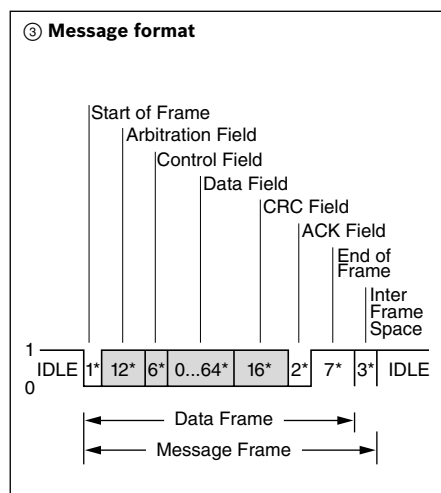 ③ Message format
Start of Frame
Arbitration Field
Control Field
Data Field
CRC Field
ACK Field
End of
Frame
Inter
Frame
Space
1
IDLE 1* 12* 6* 0...64* 16* 2* 7* 3* IDLE
0
Data Frame
Message Frame